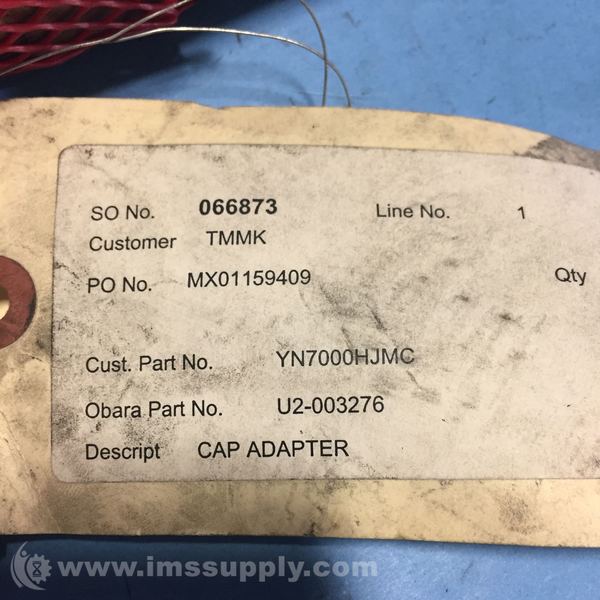 SO No. 066873 Line No. 1
Customer TMMK
PO No. MX01159409 Qty
Cust. Part No. YN7000HJMC
Obara Part No. U2-003276
Descript CAP ADAPTER
www.imssupply.com